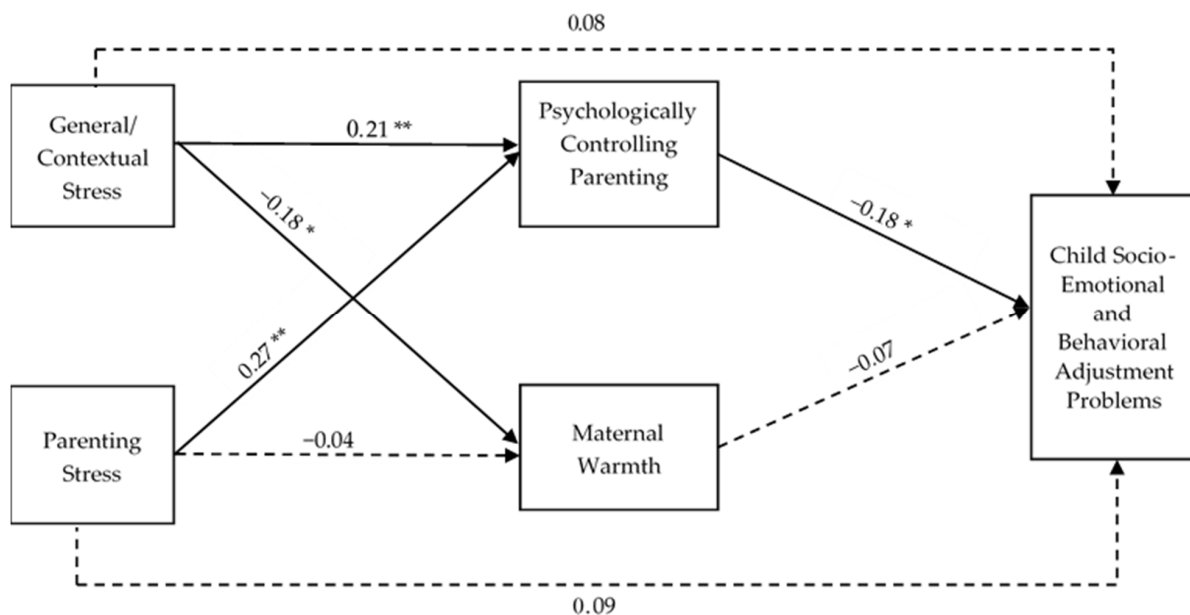 0.08
General/
Contextual
Stress
0.21 **
Psychologically
Controlling
Parenting
−0.18 *
−0.18 *
Child Socio-
Emotional
and
Behavioral
Adjustment
Problems
0.27 **
−0.07
Parenting
Stress
−0.04
Maternal
Warmth
0.09